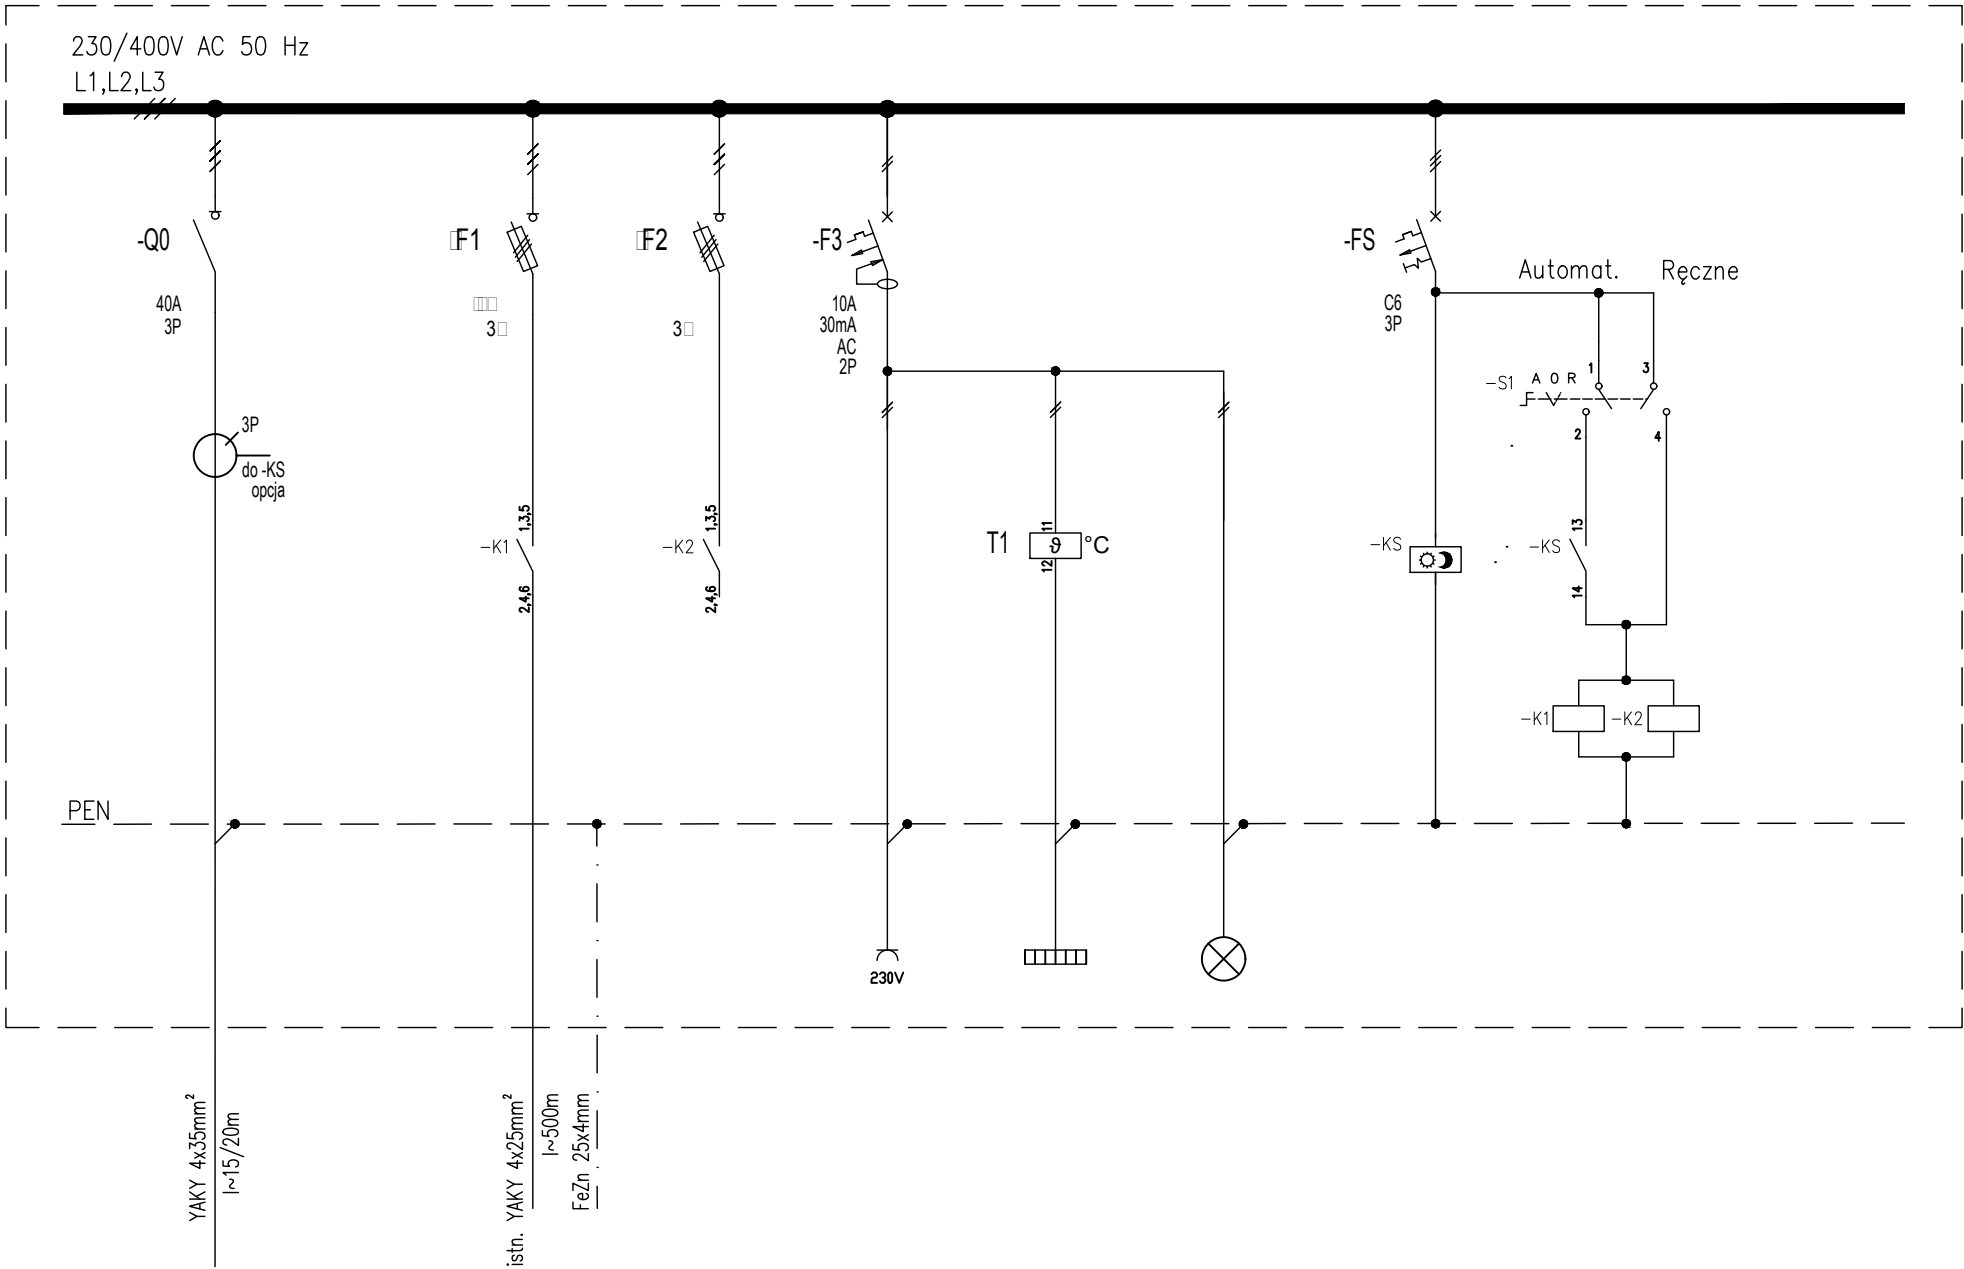 230/400V AC 50 Hz
L1,L2,L3
-Q0
40A
3P
3P
do -KS
opcja
F1
3
F2
3
-F3
10A
30mA
AC
2P
-FS
C6
3P
Automat.
Ręczne
-S1
A O R
1
3
2
4
-K1
1,3,5
2,4,6
-K2
1,3,5
2,4,6
T1
11
ϑ
°C
12
-KS
-KS
13
14
-K1
-K2
PEN
230V
YAKY 4x35mm²
l~15/20m
istn. YAKY 4x25mm²
l~500m
FeZn 25x4mm